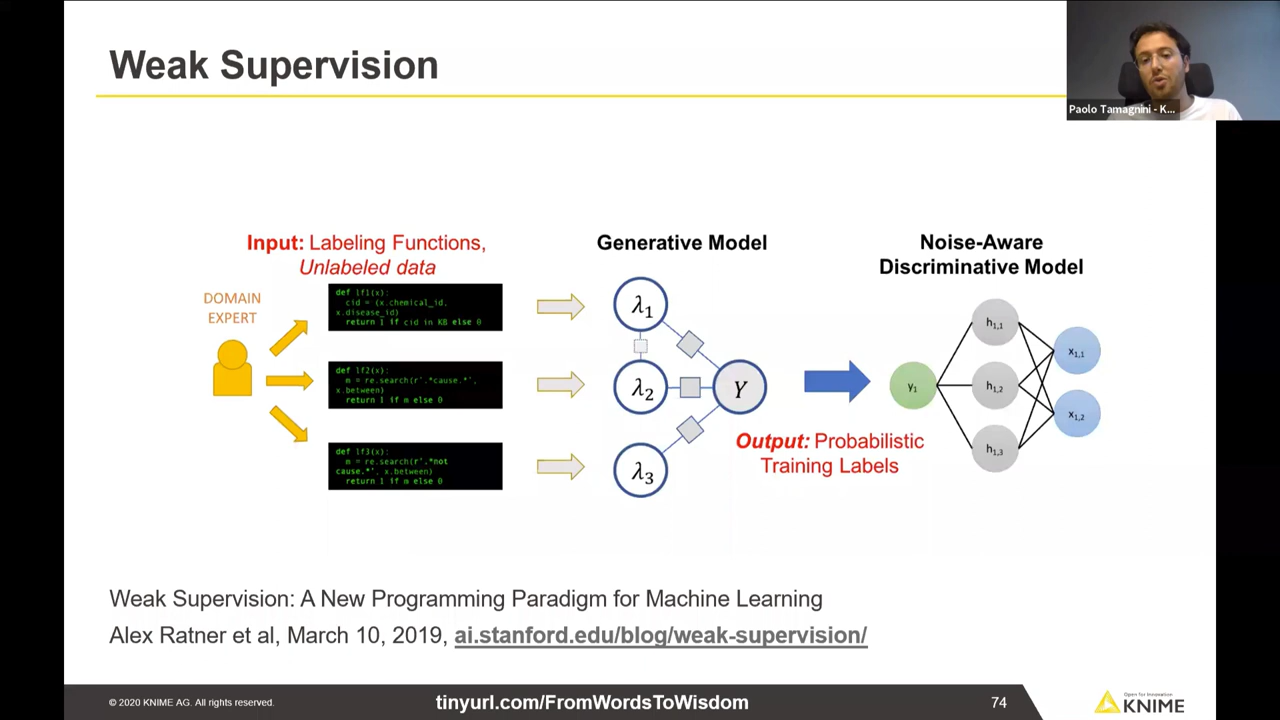 Weak Supervision
Paolo Tamagnini - K...
Input: Labeling Functions,
Unlabeled data
Generative Model
Noise-Aware
Discriminative Model
DOMAIN
EXPERT
def lf1(x):
cid = (x.chemical_id,
x.disease_id)
return 1 if cid in KB else 0
def lf2(x):
m = re.search(r'.*cause.*',
x.between)
return 1 if m else 0
def lf3(x):
m = re.search(r'.*not
cause.*', x.between)
return 1 if m else 0
λ1
λ2
λ3
Y
Output: Probabilistic
Training Labels
y1
h1,1
h1,2
h1,3
x1,1
x1,2
Weak Supervision: A New Programming Paradigm for Machine Learning
Alex Ratner et al, March 10, 2019, ai.stanford.edu/blog/weak-supervision/
© 2020 KNIME AG. All rights reserved.
tinyurl.com/FromWordsToWisdom
74
Open for Innovation
KNIME